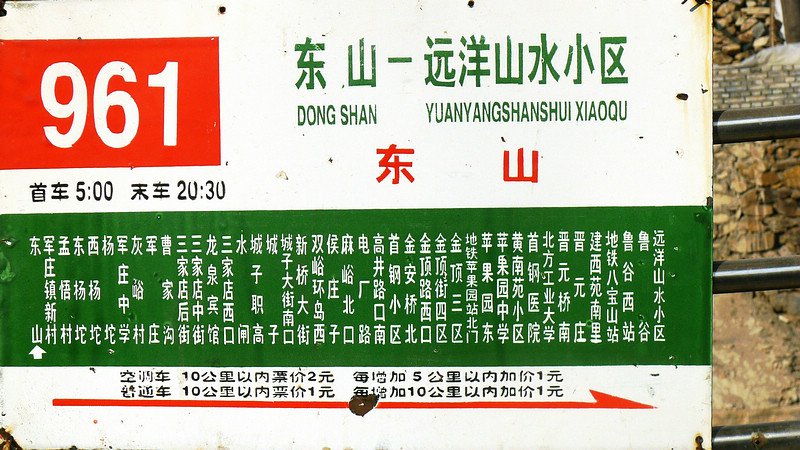 961
东 山 — 远洋山水小区
DONG SHAN YUANYANGSHANSHUI XIAOQU
东 山
首车 5:00 末车 20:30
东山
军庄镇新村
孟悟村
东杨坨
西杨坨
杨坨
军庄中学
灰峪村
军庄
曹家沟
三家店后街
三家店中街
龙泉宾馆
三家店西口
水闸
城子职高
城子
城子大街南口
新桥大街
双峪环岛西
侯庄子
麻峪北口
电厂路
高井路口南
首钢小区
金安桥北
金顶路西口
金顶街四区
金顶三区
地铁苹果园站北门
苹果园东
苹果园中学
黄南苑小区
首钢医院
北方工业大学
晋元桥南
晋元庄
建西苑南里
地铁八宝山站
鲁谷西站
鲁谷
远洋山水小区
空调车 10公里以内票价2元 每增加 5 公里以内加价1元
普通车 10公里以内票价1元 每增加10公里以内加价1元